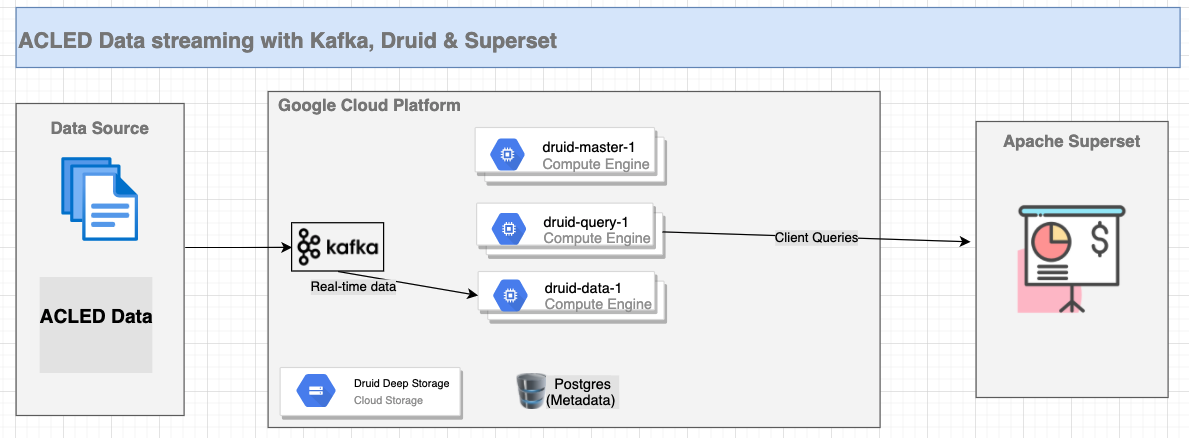 ACLED Data streaming with Kafka, Druid & Superset
Data Source
ACLED Data
Google Cloud Platform
druid-master-1
Compute Engine
druid-query-1
Compute Engine
kafka
Real-time data
druid-data-1
Compute Engine
Druid Deep Storage
Cloud Storage
Postgres
(Metadata)
Client Queries
Apache Superset
$